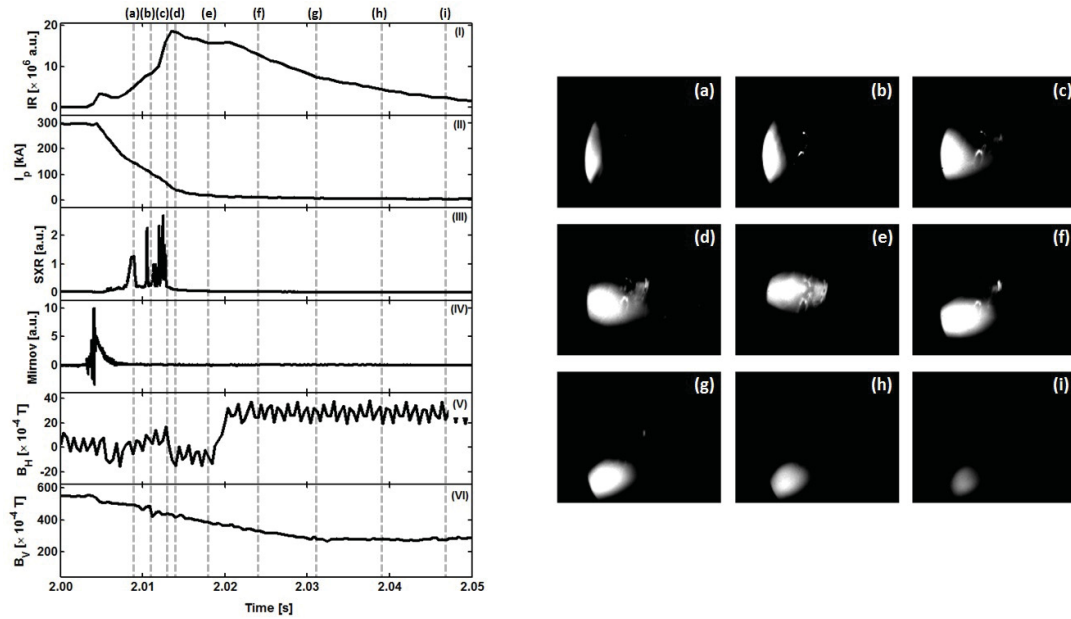 (a) (b) (c) (d) (e) (f) (g) (h) (i)
20
10
0
IR [× 10⁶ a.u.]
(I)
300
200
100
0
Iₚ [kA]
(II)
2
1
0
SXR [a.u.]
(III)
10
5
0
Mirnov [a.u.]
(IV)
40
20
0
20
B_H [× 10⁻⁴ T]
(V)
600
400
200
B_V [× 10⁻⁴ T]
(VI)
2.00 2.01 2.02 2.03 2.04 2.05
Time [s]
(a) (b) (c)
(d) (e) (f)
(g) (h) (i)